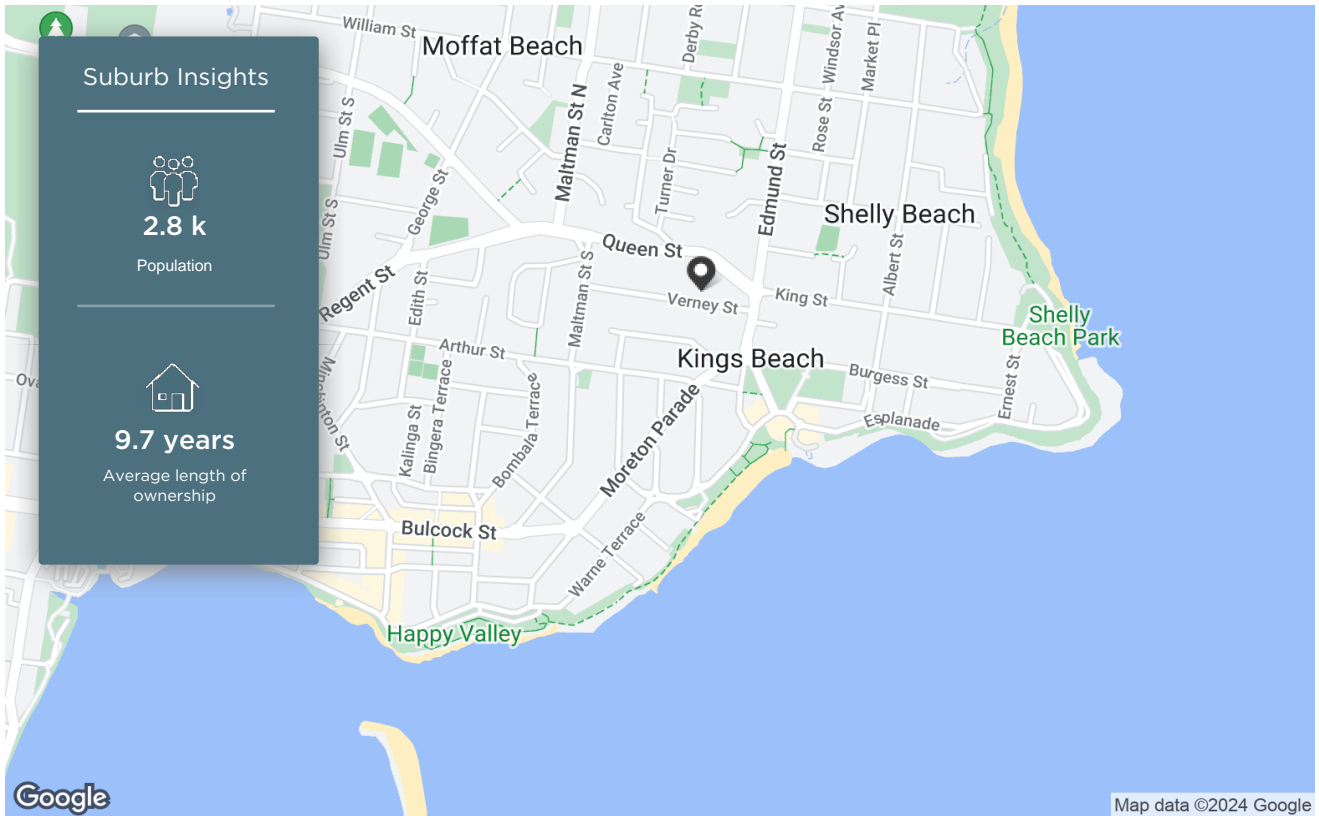 Suburb Insights
2.8 k
Population
9.7 years
Average length of
ownership
William St
Moffat Beach
Derby
Windsor
Market Pl
Carlton Ave
Maltman St N
Ulm St S
Rose St
Turner Dr
Edmund St
George St
Ulm St S
Shelly Beach
Queen St
Albert St
Maltman St S
Regent St
Edith St
Verney St
King St
Shelly
Beach Park
Arthur St
Kings Beach
Burgess St
Ernest St
Bingera Terrace
Kalinga St
Bombala Terrace
Moreton Parade
Esplanade
Bulcock St
Warne Terrace
Happy Valley
Google
Map data ©2024 Google